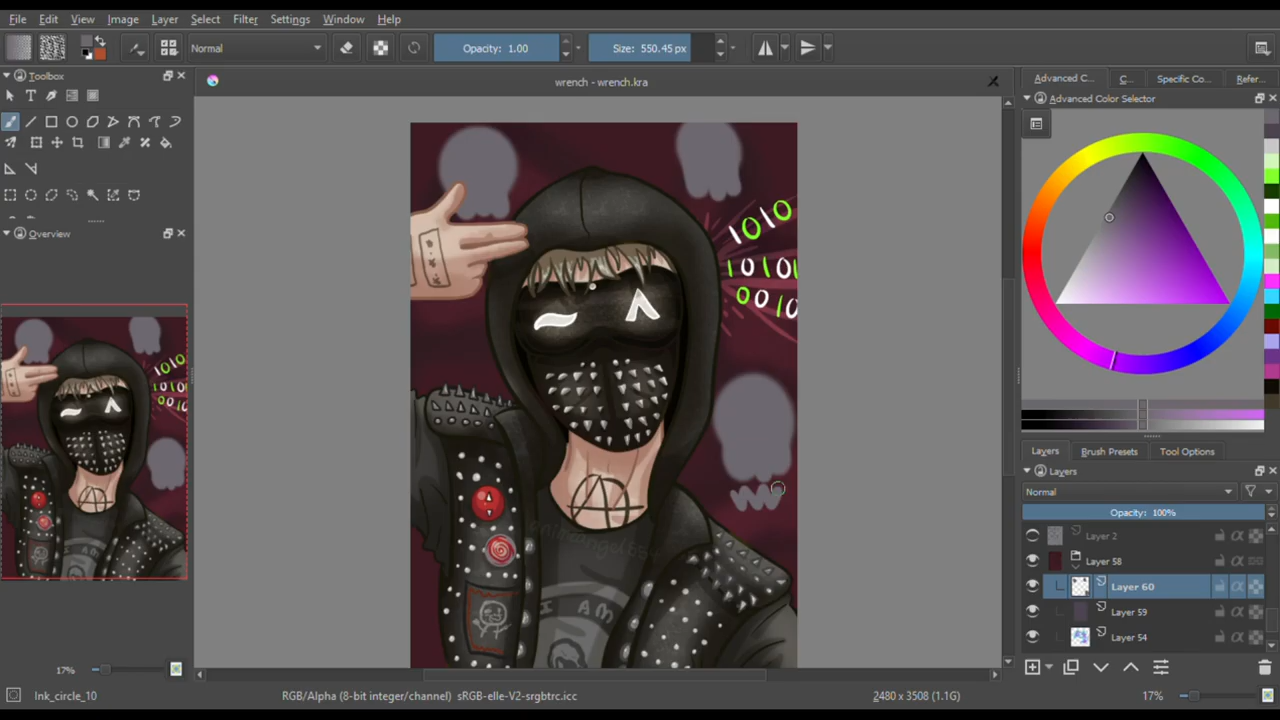 File Edit View Image Layer Select Filter Settings Window Help
Normal
Opacity: 1.00
Size: 550.45 px
Toolbox
wrench - wrench.kra
Advanced C...
C...
Specific Co...
Refer...
Advanced Color Selector
Overview
1010
10101
0010
I AM
Layers
Brush Presets
Tool Options
Layers
Normal
Opacity: 100%
Layer 2
Layer 58
Layer 60
Layer 59
Layer 54
17%
Ink_circle_10
RGB/Alpha (8-bit integer/channel) sRGB-elle-V2-srgbtrc.icc
2480 x 3508 (1.1G)
17%